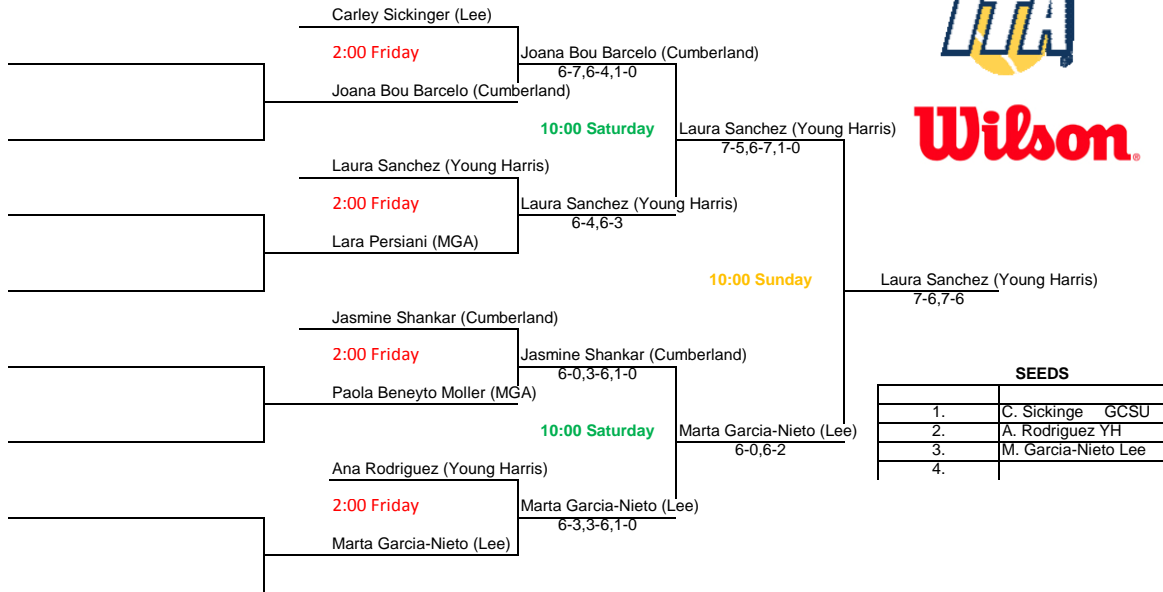 Carley Sickinger (Lee)
ITA
2:00 Friday
Joana Bou Barcelo (Cumberland)
6-7,6-4,1-0
Joana Bou Barcelo (Cumberland)
10:00 Saturday
Laura Sanchez (Young Harris)
7-5,6-7,1-0
Wilson®
Laura Sanchez (Young Harris)
2:00 Friday
Laura Sanchez (Young Harris)
6-4,6-3
Lara Persiani (MGA)
10:00 Sunday
Laura Sanchez (Young Harris)
7-6,7-6
Jasmine Shankar (Cumberland)
2:00 Friday
Jasmine Shankar (Cumberland)
6-0,3-6,1-0
Paola Beneyto Moller (MGA)
10:00 Saturday
Marta Garcia-Nieto (Lee)
6-0,6-2
Ana Rodriguez (Young Harris)
2:00 Friday
Marta Garcia-Nieto (Lee)
6-3,3-6,1-0
Marta Garcia-Nieto (Lee)
SEEDS
1. C. Sickinge GCSU
2. A. Rodriguez YH
3. M. Garcia-Nieto Lee
4.